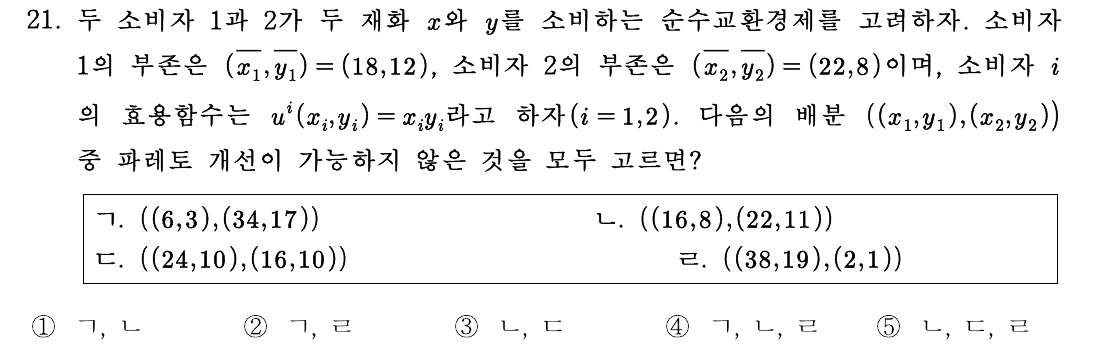 21. 두 소비자 1과 2가 두 재화 x와 y를 소비하는 순수교환경제를 고려하자. 소비자
1의 부존은 (x̅₁, y̅₁) = (18,12), 소비자 2의 부존은 (x̅₂, y̅₂) = (22,8)이며, 소비자 i
의 효용함수는 uⁱ(xᵢ,yᵢ) = xᵢyᵢ라고 하자(i = 1,2). 다음의 배분 ((x₁,y₁),(x₂,y₂))
중 파레토 개선이 가능하지 않은 것을 모두 고르면?
ㄱ. ((6,3),(34,17)) ㄴ. ((16,8),(22,11))
ㄷ. ((24,10),(16,10)) ㄹ. ((38,19),(2,1))
① ㄱ, ㄴ ② ㄱ, ㄹ ③ ㄴ, ㄷ ④ ㄱ, ㄴ, ㄹ ⑤ ㄴ, ㄷ, ㄹ